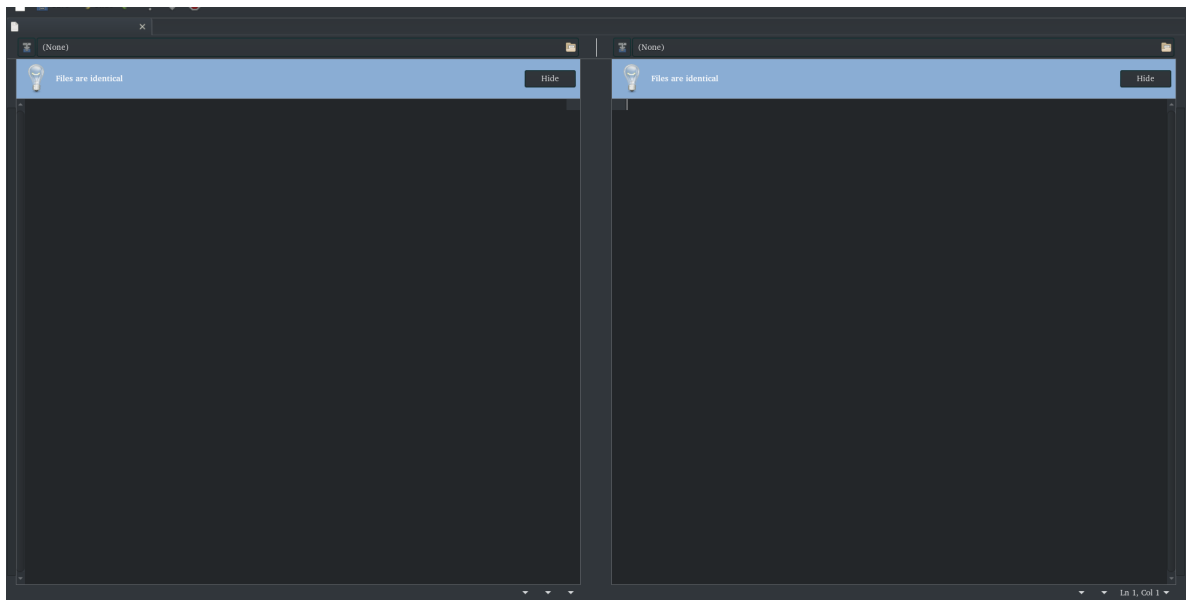 (None)
(None)
Files are identical
Hide
Files are identical
Hide
Ln 1, Col 1